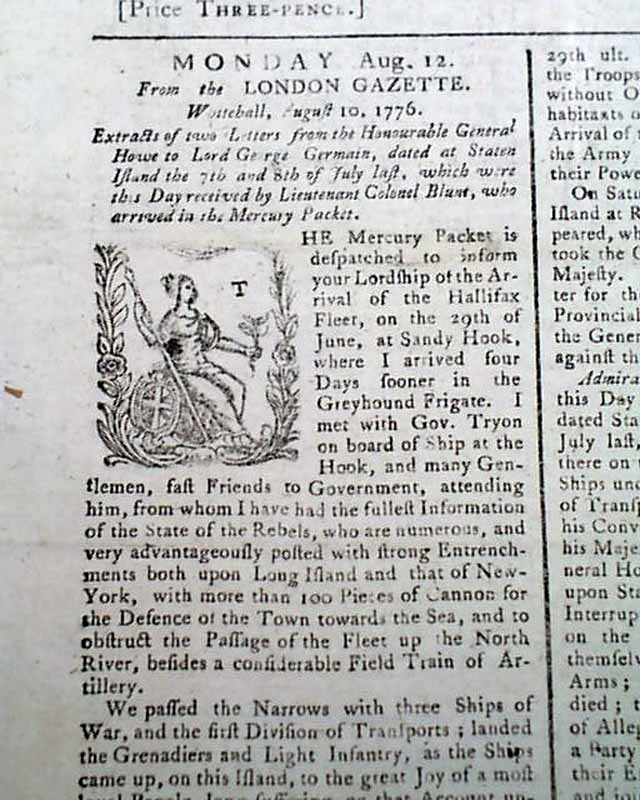 [Price THREE-PENCE.]
MONDAY Aug. 12.
From the LONDON GAZETTE.
Whitehall, August 10, 1776.
Extracts of two Letters from the Honourable General
Howe to Lord George Germain, dated at Staten
Iſland the 7th and 8th of July laſt, which were
this Day received by Lieutenant Colonel Blunt, who
arrived in the Mercury Packet.
THE Mercury Packet is
deſpatched to inform
your Lordſhip of the Ar-
rival of the Hallifax
Fleet, on the 29th of
June, at Sandy Hook,
where I arrived four
Days ſooner in the
Greyhound Frigate. I
met with Gov. Tryon
on board of Ship at the
Hook, and many Gen-
tlemen, faſt Friends to Government, attending
him, from whom I have had the fulleſt Information
of the State of the Rebels, who are numerous, and
very advantageouſly poſted with ſtrong Entrench-
ments both upon Long Iſland and that of New-
York, with more than 100 Pieces of Cannon for
the Defence of the Town towards the Sea, and to
obſtruct the Paſſage of the Fleet up the North
River, beſides a conſiderable Field Train of Ar-
tillery.
We paſſed the Narrows with three Ships of
War, and the firſt Diviſion of Tranſports; landed
the Grenadiers and Light Infantry, as the Ships
came up, on this Iſland, to the great Joy of a moſt
loyal People, long ſuffering on that Account un-
29th ult.
the Troops
without O
habitants o
Arrival of t
the Army
their Powe
On Satu
Iſland at R
peared, wh
took the C
Majeſty.
ter for the
Provincial
the Gener
againſt th
Admira
this Day
dated Sta
July laſt,
there on
Ships und
of Tranſp
his Conv
his Maje
neral Ho
upon Sta
Interrup
on the
themſelv
Arms;
died; t
of Alleg
a Party
their E
and join